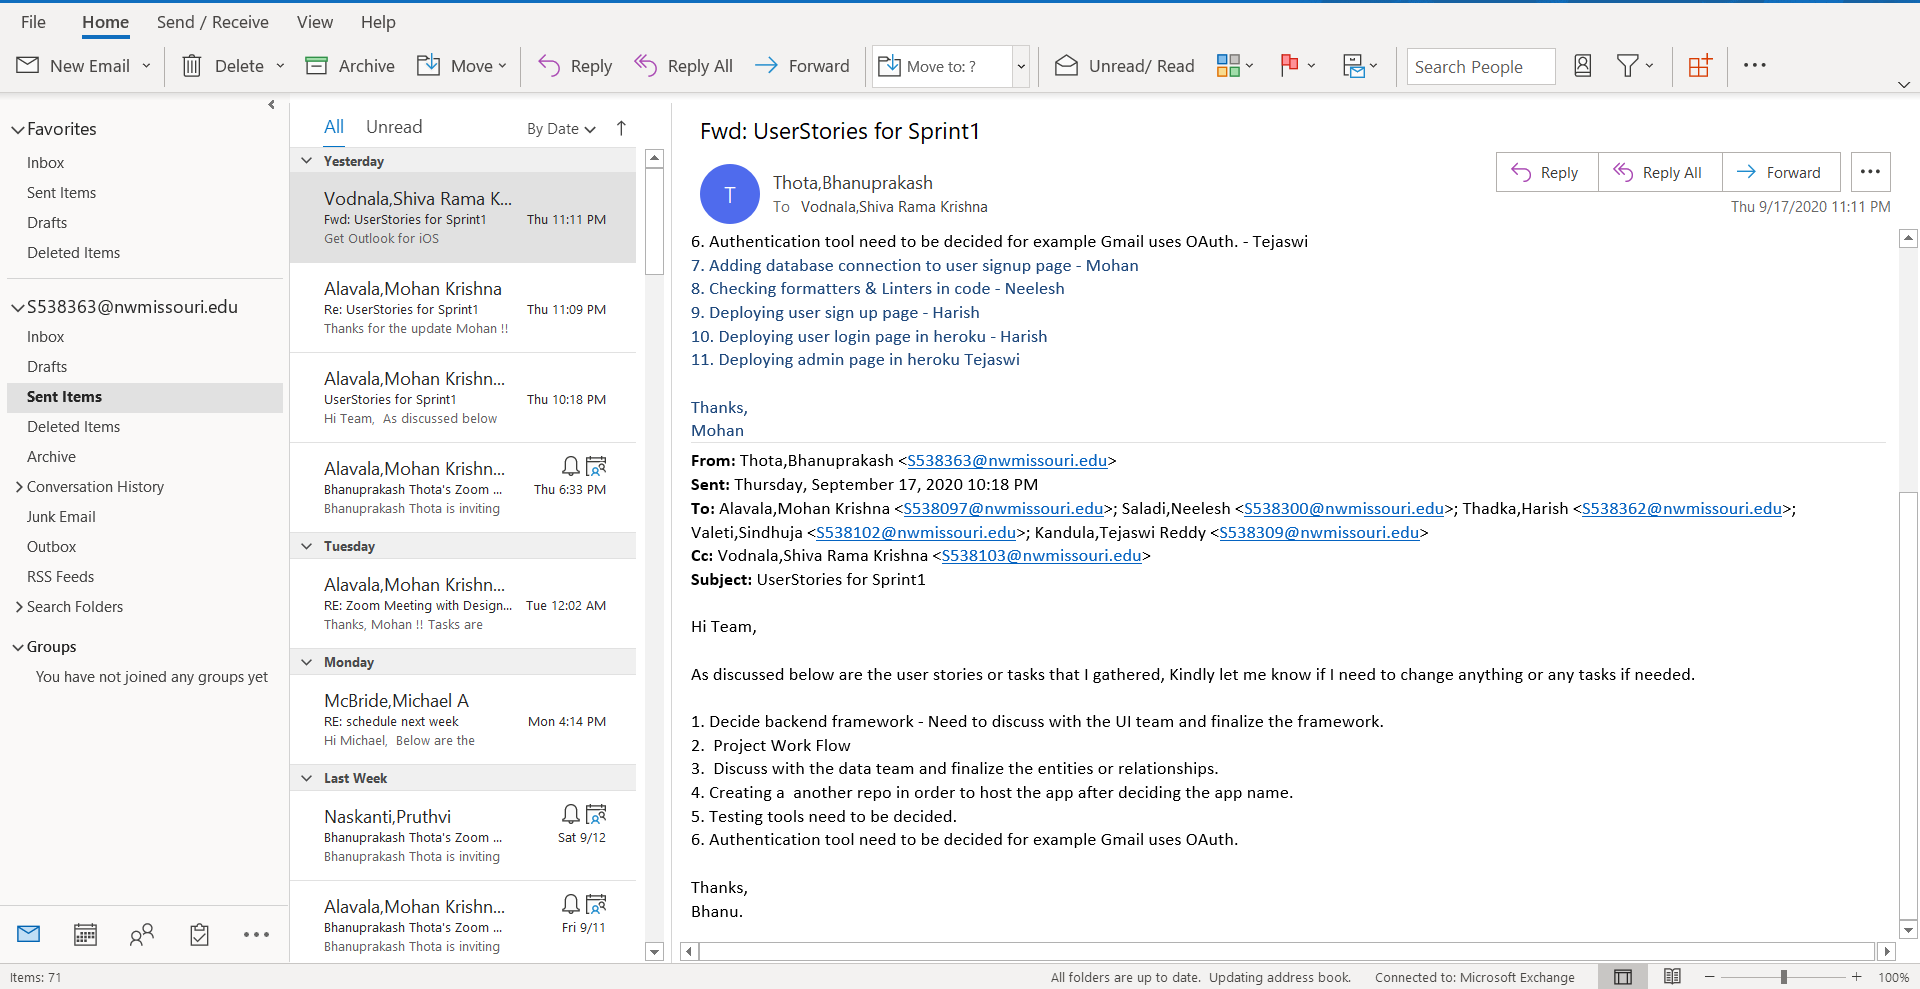 File Home Send / Receive View Help
New Email Delete Archive Move Reply Reply All Forward Move to: ? Unread/ Read Search People
Favorites
Inbox
Sent Items
Drafts
Deleted Items
S538363@nwmissouri.edu
Inbox
Drafts
Sent Items
Deleted Items
Archive
Conversation History
Junk Email
Outbox
RSS Feeds
Search Folders
Groups
You have not joined any groups yet
Items: 71
All Unread By Date
Yesterday
Vodnala,Shiva Rama K...
Fwd: UserStories for Sprint1 Thu 11:11 PM
Get Outlook for iOS
Alavala,Mohan Krishna
Re: UserStories for Sprint1 Thu 11:09 PM
Thanks for the update Mohan !!
Alavala,Mohan Krishn...
UserStories for Sprint1 Thu 10:18 PM
Hi Team, As discussed below
Alavala,Mohan Krishn...
Bhanuprakash Thota's Zoom ... Thu 6:33 PM
Bhanuprakash Thota is inviting
Tuesday
Alavala,Mohan Krishn...
RE: Zoom Meeting with Design... Tue 12:02 AM
Thanks, Mohan !! Tasks are
Monday
McBride,Michael A
RE: schedule next week Mon 4:14 PM
Hi Michael, Below are the
Last Week
Naskanti,Pruthvi
Bhanuprakash Thota's Zoom ... Sat 9/12
Bhanuprakash Thota is inviting
Alavala,Mohan Krishn...
Bhanuprakash Thota's Zoom ... Fri 9/11
Bhanuprakash Thota is inviting
Fwd: UserStories for Sprint1
T
Thota,Bhanuprakash
To Vodnala,Shiva Rama Krishna
Reply Reply All Forward
Thu 9/17/2020 11:11 PM
6. Authentication tool need to be decided for example Gmail uses OAuth. - Tejaswi
7. Adding database connection to user signup page - Mohan
8. Checking formatters & Linters in code - Neelesh
9. Deploying user sign up page - Harish
10. Deploying user login page in heroku - Harish
11. Deploying admin page in heroku Tejaswi
Thanks,
Mohan
From: Thota,Bhanuprakash <S538363@nwmissouri.edu>
Sent: Thursday, September 17, 2020 10:18 PM
To: Alavala,Mohan Krishna <S538097@nwmissouri.edu>; Saladi,Neelesh <S538300@nwmissouri.edu>; Thadka,Harish <S538362@nwmissouri.edu>;
Valeti,Sindhuja <S538102@nwmissouri.edu>; Kandula,Tejaswi Reddy <S538309@nwmissouri.edu>
Cc: Vodnala,Shiva Rama Krishna <S538103@nwmissouri.edu>
Subject: UserStories for Sprint1
Hi Team,
As discussed below are the user stories or tasks that I gathered, Kindly let me know if I need to change anything or any tasks if needed.
1. Decide backend framework - Need to discuss with the UI team and finalize the framework.
2. Project Work Flow
3. Discuss with the data team and finalize the entities or relationships.
4. Creating a another repo in order to host the app after deciding the app name.
5. Testing tools need to be decided.
6. Authentication tool need to be decided for example Gmail uses OAuth.
Thanks,
Bhanu.
All folders are up to date. Updating address book. Connected to: Microsoft Exchange 100%